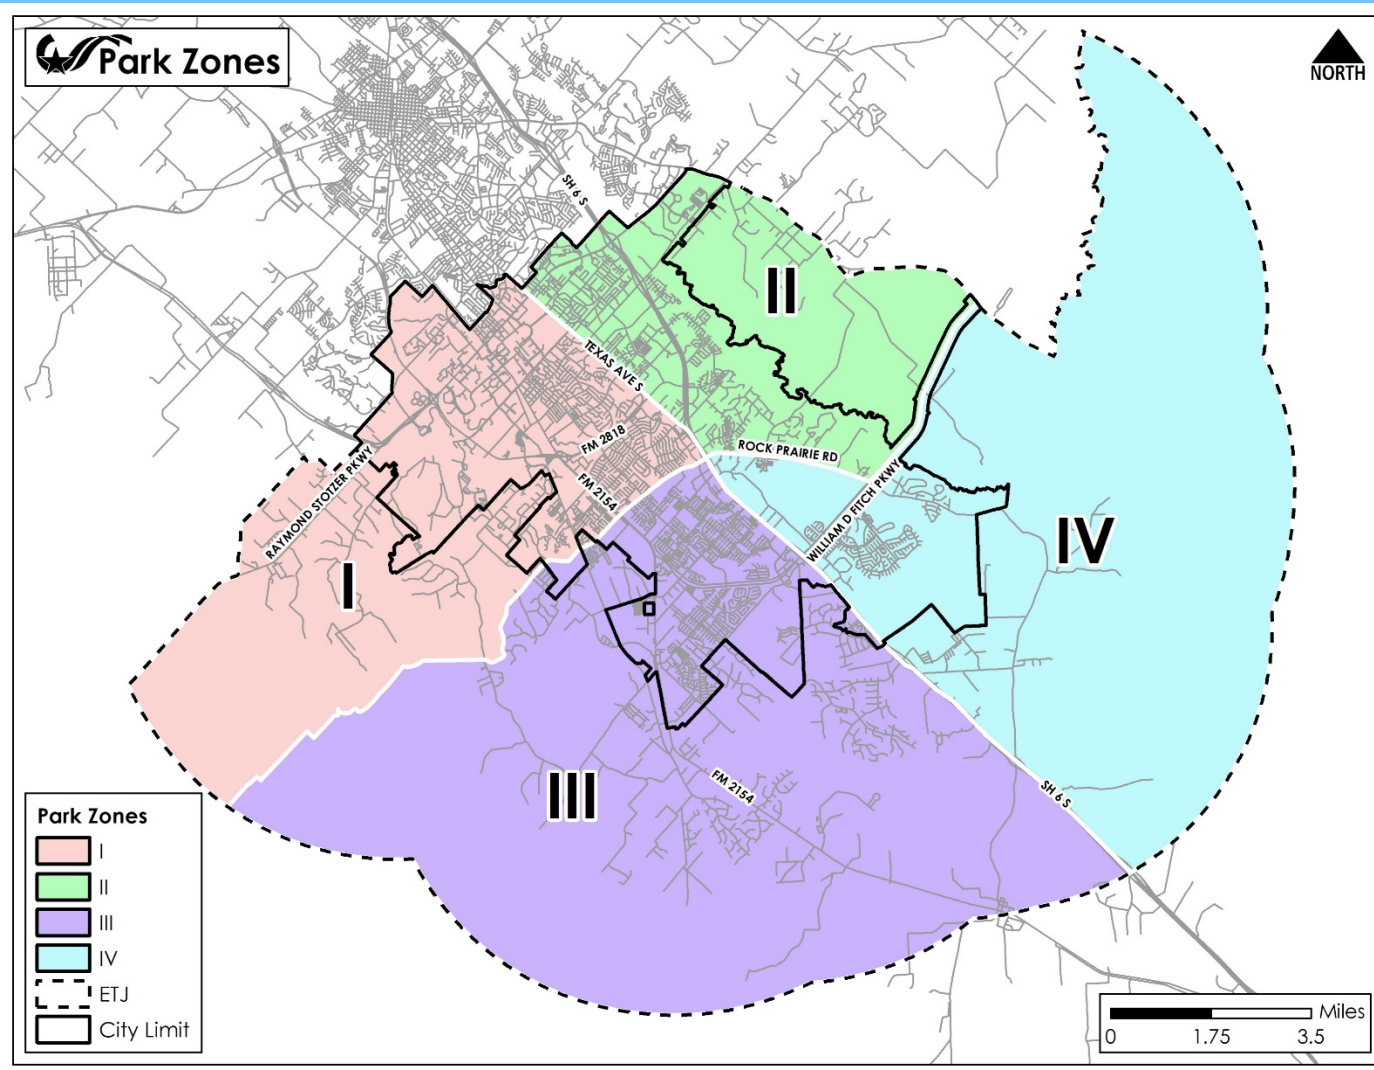 Park Zones
NORTH
SH 6 S
II
TEXAS AVE S
FM 2818
ROCK PRAIRIE RD
RAYMOND STOTZER PKWY
FM 2154
WILLIAM D FITCH PKWY
IV
I
III
FM 2154
SH 6 S
Park Zones
I
II
III
IV
ETJ
City Limit
Miles
0 1.75 3.5